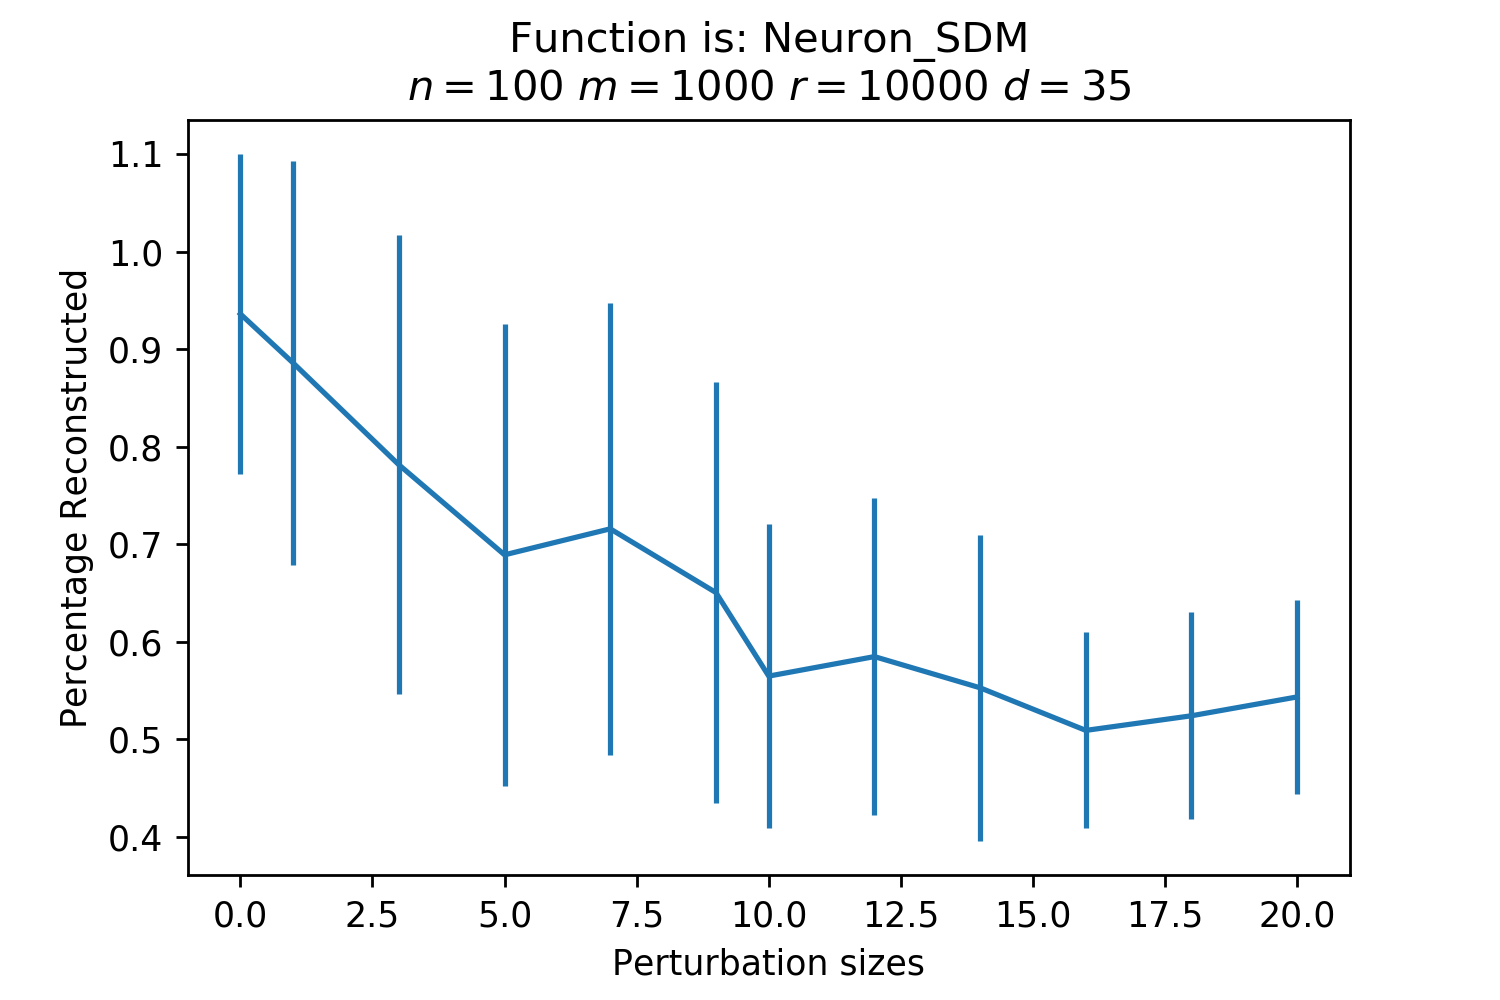 Function is: Neuron_SDM
n = 100 m = 1000 r = 10000 d = 35
1.1
1.0
0.9
0.8
0.7
0.6
0.5
0.4
Percentage Reconstructed
0.0 2.5 5.0 7.5 10.0 12.5 15.0 17.5 20.0
Perturbation sizes